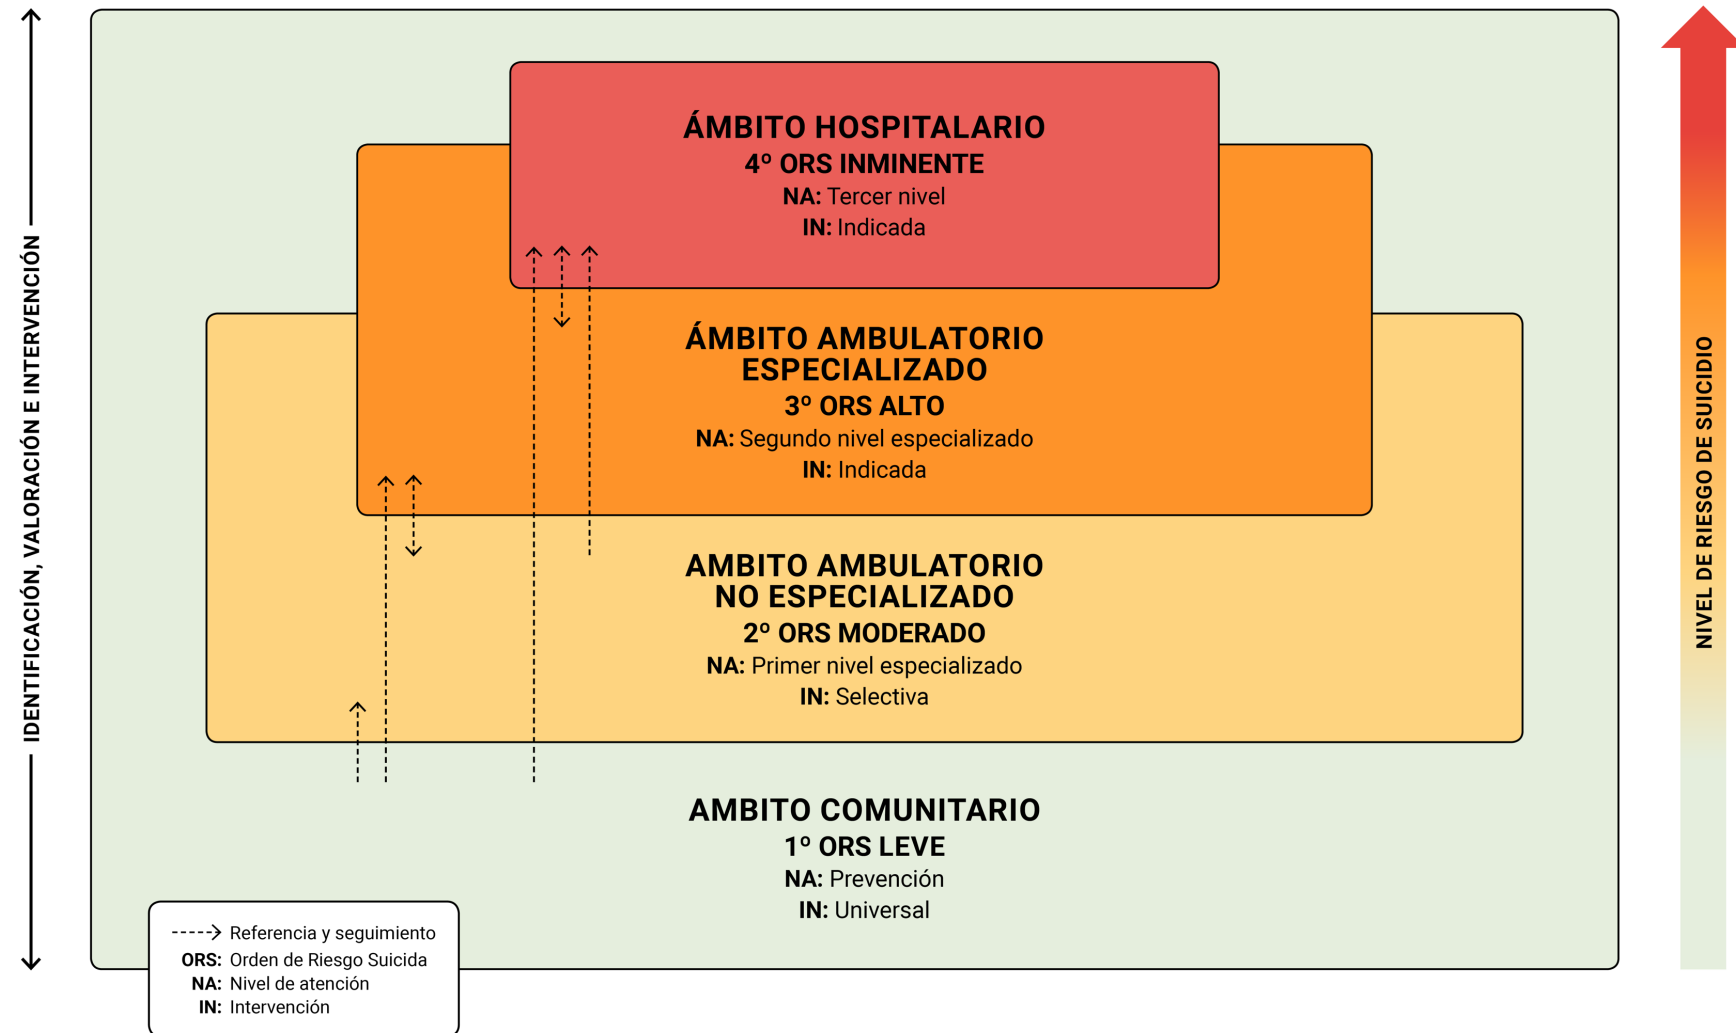 IDENTIFICACIÓN, VALORACIÓN E INTERVENCIÓN
ÁMBITO HOSPITALARIO
4º ORS INMINENTE
NA: Tercer nivel
IN: Indicada
ÁMBITO AMBULATORIO
ESPECIALIZADO
3º ORS ALTO
NA: Segundo nivel especializado
IN: Indicada
AMBITO AMBULATORIO
NO ESPECIALIZADO
2º ORS MODERADO
NA: Primer nivel especializado
IN: Selectiva
AMBITO COMUNITARIO
1º ORS LEVE
NA: Prevención
IN: Universal
Referencia y seguimiento
ORS: Orden de Riesgo Suicida
NA: Nivel de atención
IN: Intervención
NIVEL DE RIESGO DE SUICIDIO